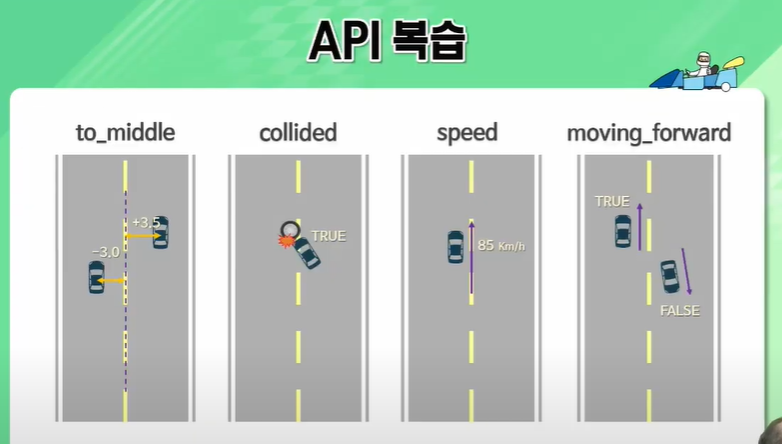 API 복습
to_middle
collided
speed
moving_forward
+3.5
-3.0
TRUE
85 Km/h
TRUE
FALSE